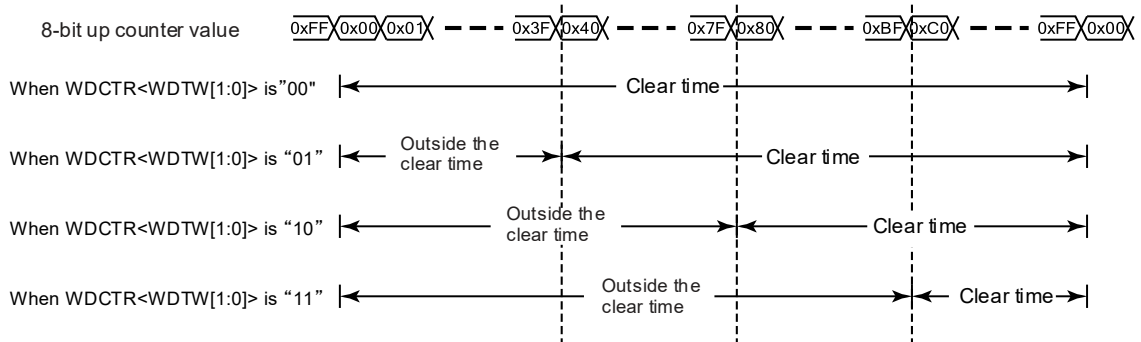 8-bit up counter value 0xFF 0x00 0x01 0x3F 0x40 0x7F 0x80 0xBF 0xC0 0xFF 0x00
When WDCTR<WDTW[1:0]> is”00" Clear time
When WDCTR<WDTW[1:0]> is “01” Outside the
clear time Clear time
When WDCTR<WDTW[1:0]> is “10” Outside the
clear time Clear time
When WDCTR<WDTW[1:0]> is “11” Outside the
clear time Clear time